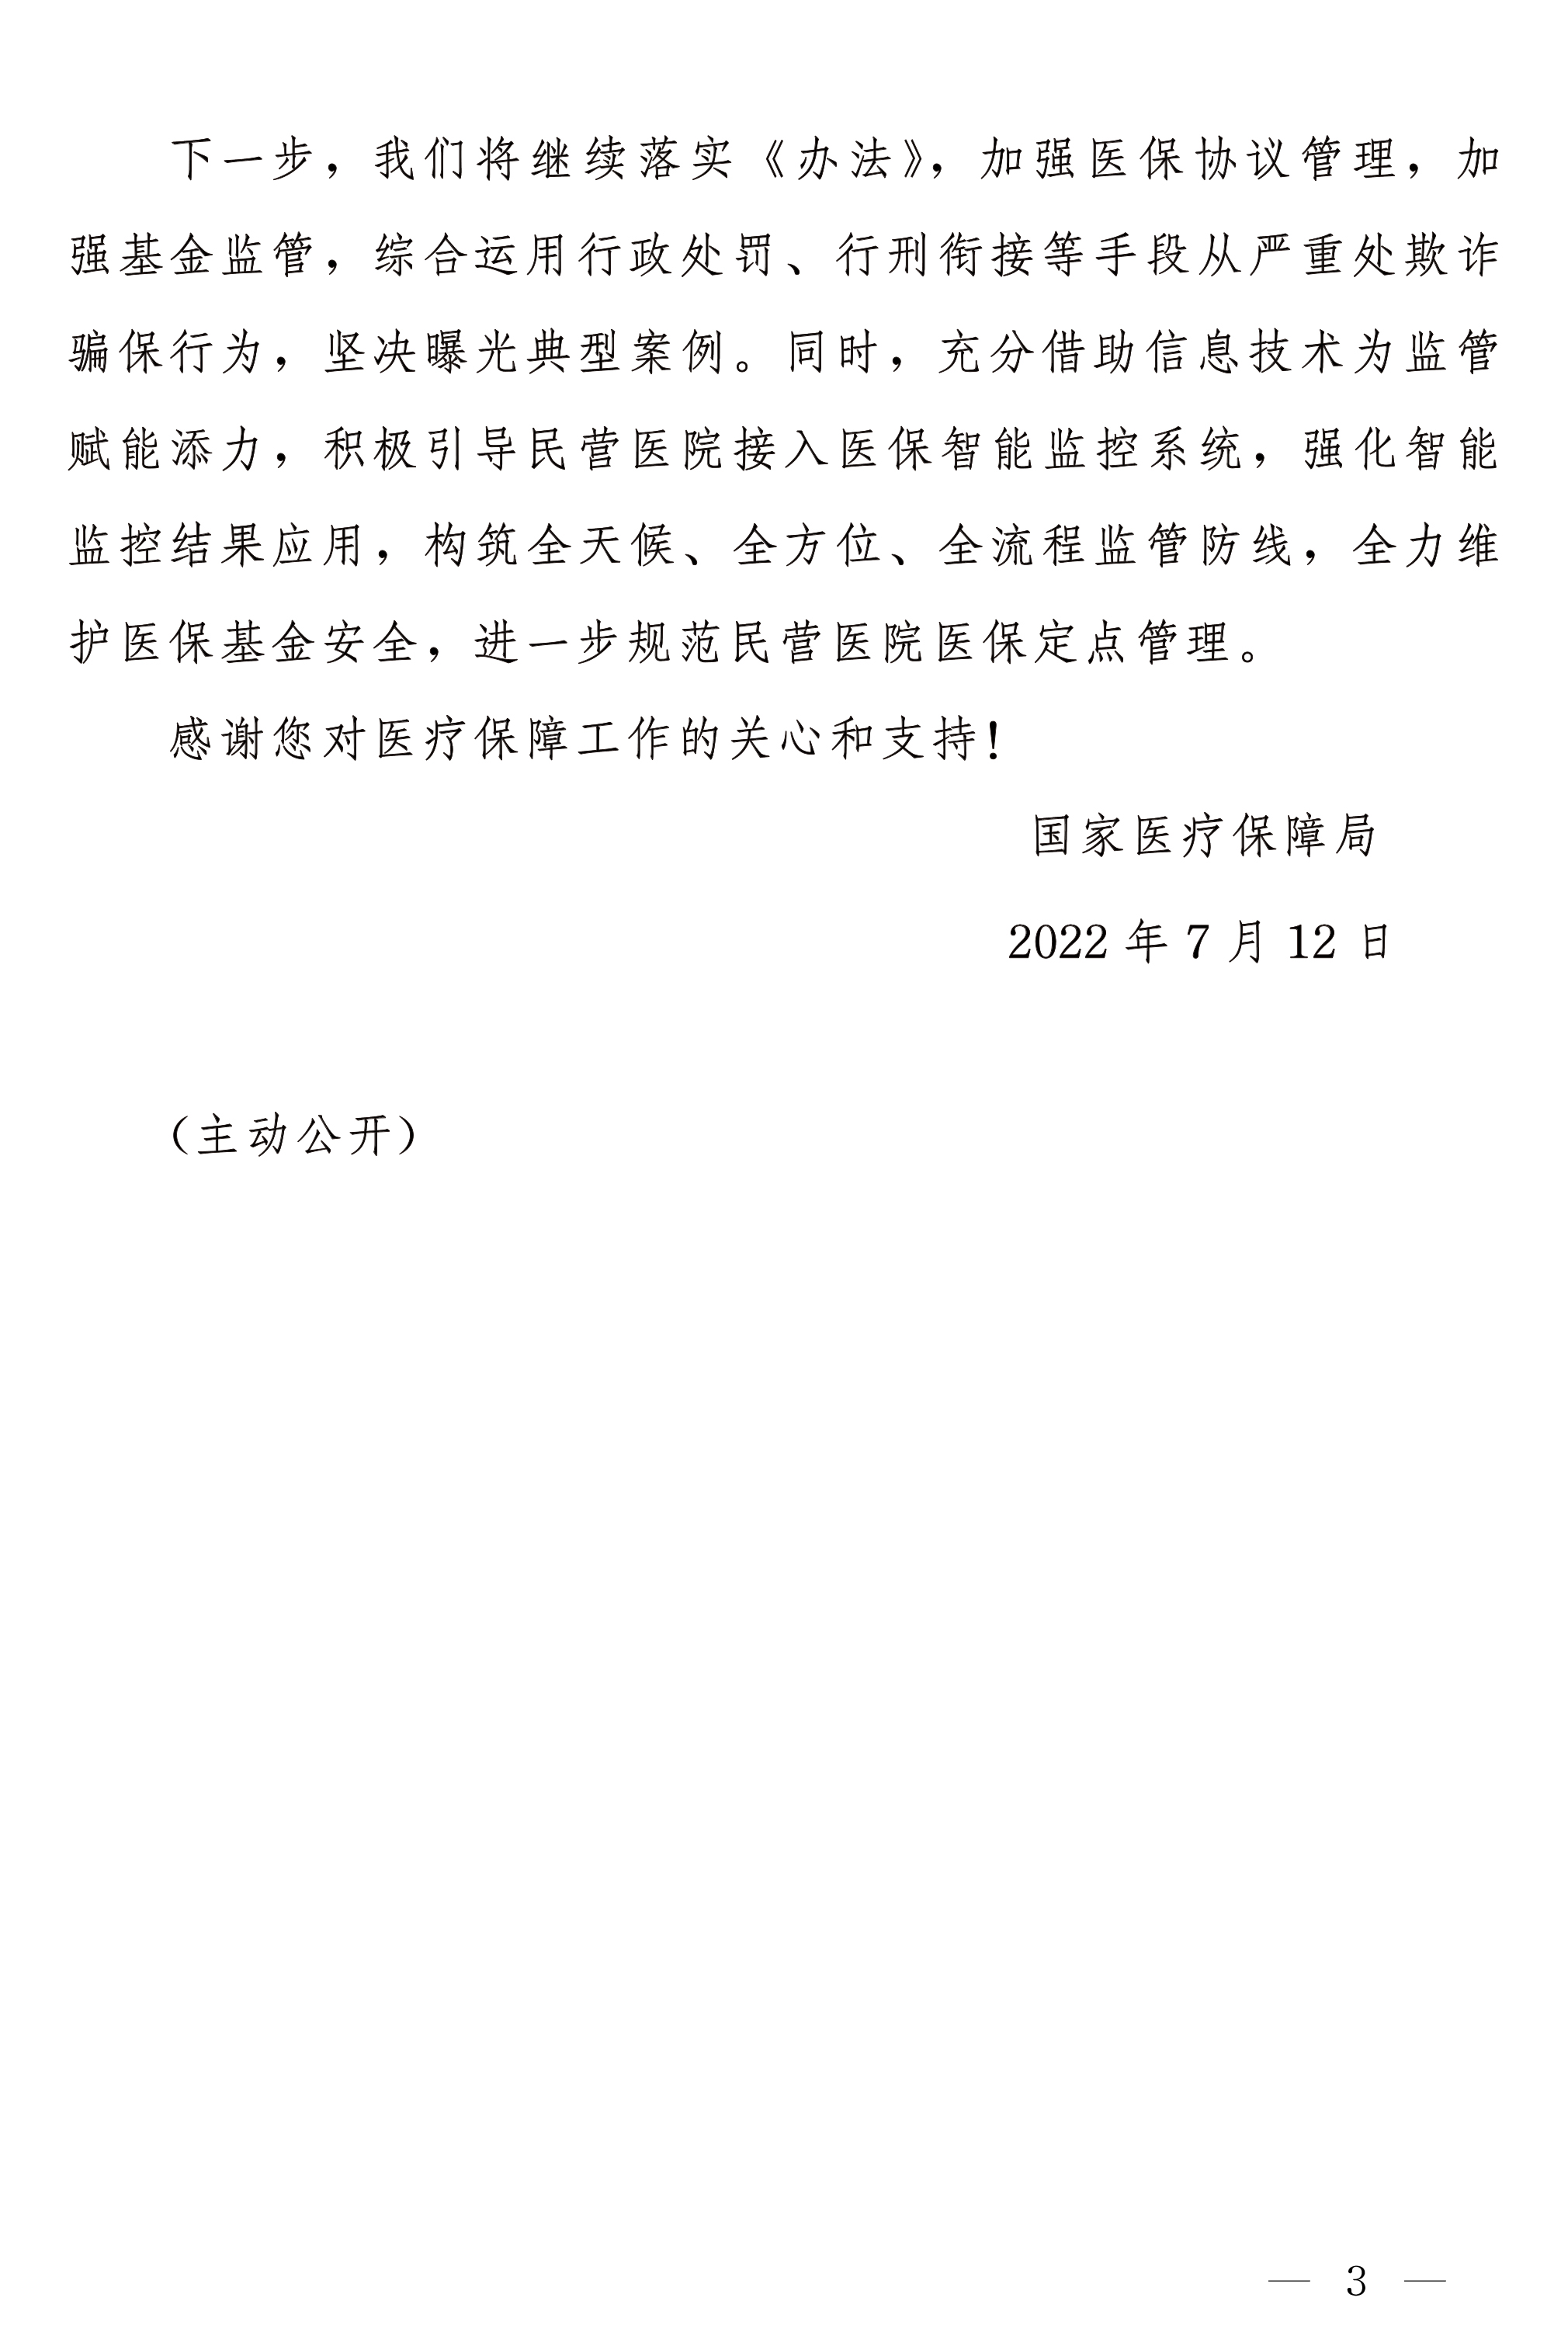 下一步，我们将继续落实《办法》，加强医保协议管理，加
强基金监管，综合运用行政处罚、行刑衔接等手段从严重处欺诈
骗保行为，坚决曝光典型案例。同时，充分借助信息技术为监管
赋能添力，积极引导民营医院接入医保智能监控系统，强化智能
监控结果应用，构筑全天候、全方位、全流程监管防线，全力维
护医保基金安全，进一步规范民营医院医保定点管理。
感谢您对医疗保障工作的关心和支持！
国家医疗保障局
2022 年 7 月 12 日
（主动公开）
— 3 —